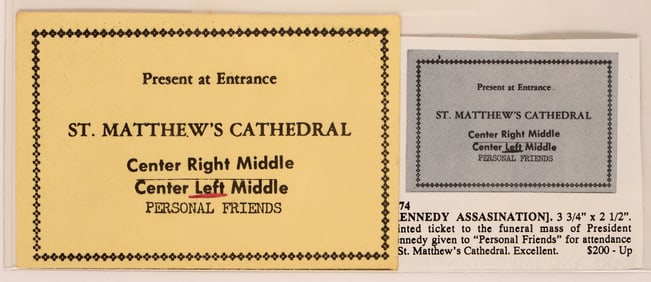 Present at Entrance
ST. MATTHEW'S CATHEDRAL
Center Right Middle
Center Left Middle
PERSONAL FRIENDS
Present at Entrance
ST. MATTHEW'S CATHEDRAL
Center Right Middle
Center Left Middle
PERSONAL FRIENDS
74
ENNEDY ASSASINATION]. 3 3/4" x 2 1/2".
inted ticket to the funeral mass of President
nnedy given to "Personal Friends" for attendance
St. Matthew's Cathedral. Excellent. $200 - Up